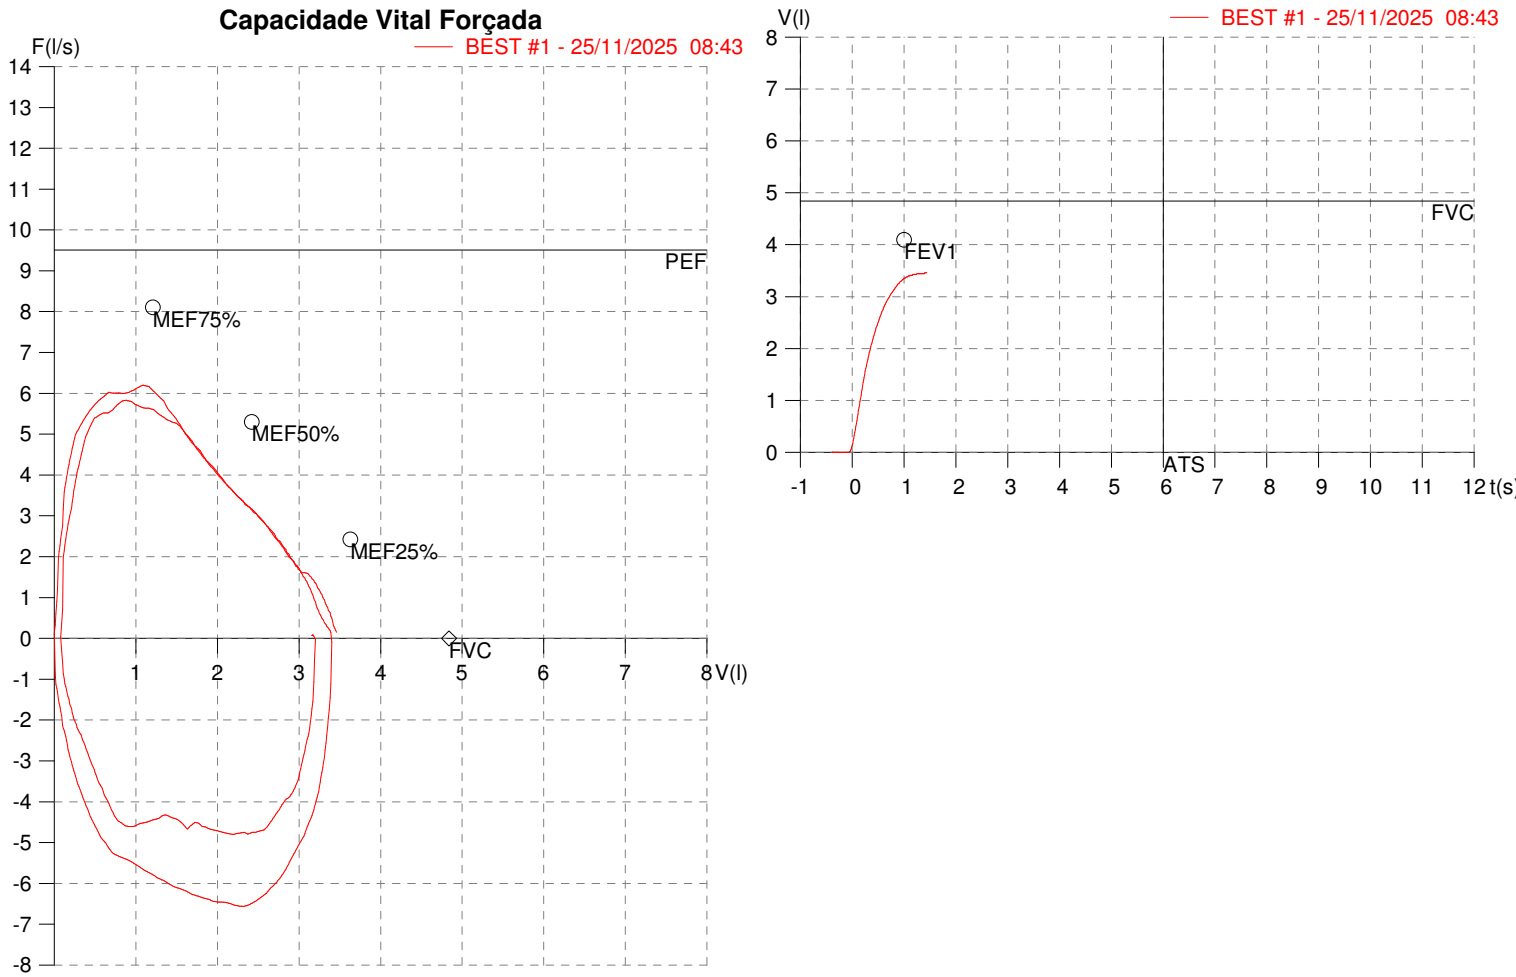 Capacidade Vital Forçada
F(l/s)
BEST #1 - 25/11/2025  08:43
14
13
12
11
10
9
8
7
6
5
4
3
2
1
0
-1
-2
-3
-4
-5
-6
-7
-8
PEF
MEF75%
MEF50%
MEF25%
FVC
1 2 3 4 5 6 7 8 V(l)
V(l)
BEST #1 - 25/11/2025  08:43
8
7
6
5
4
3
2
1
0
FVC
FEV1
ATS
-1 0 1 2 3 4 5 6 7 8 9 10 11 12 t(s)